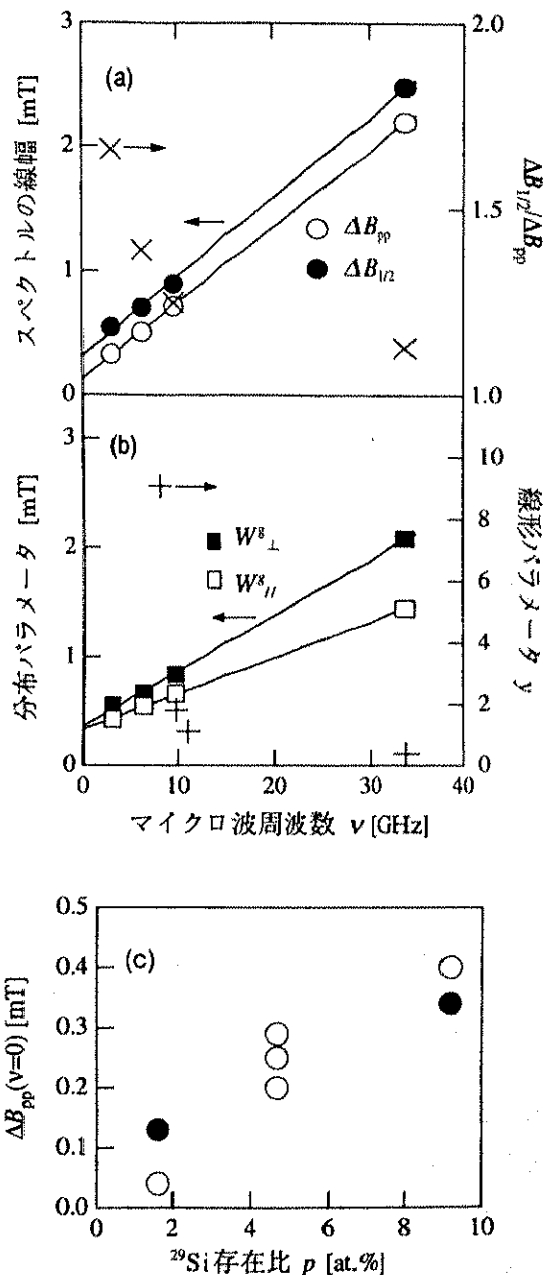 (a)
スペクトルの線幅 [mT]
3
2
1
0
2.0
1.5
1.0
ΔB1/2/ΔBpp
ΔBpp
ΔB1/2
(b)
分布パラメータ [mT]
3
2
1
0
10
8
6
4
2
0
線形パラメータ y
Wg⊥
Wg//
0 10 20 30 40
マイクロ波周波数 ν [GHz]
(c)
ΔBpp(ν=0) [mT]
0.5
0.4
0.3
0.2
0.1
0.0
0 2 4 6 8 10
29Si存在比 p [at.%]